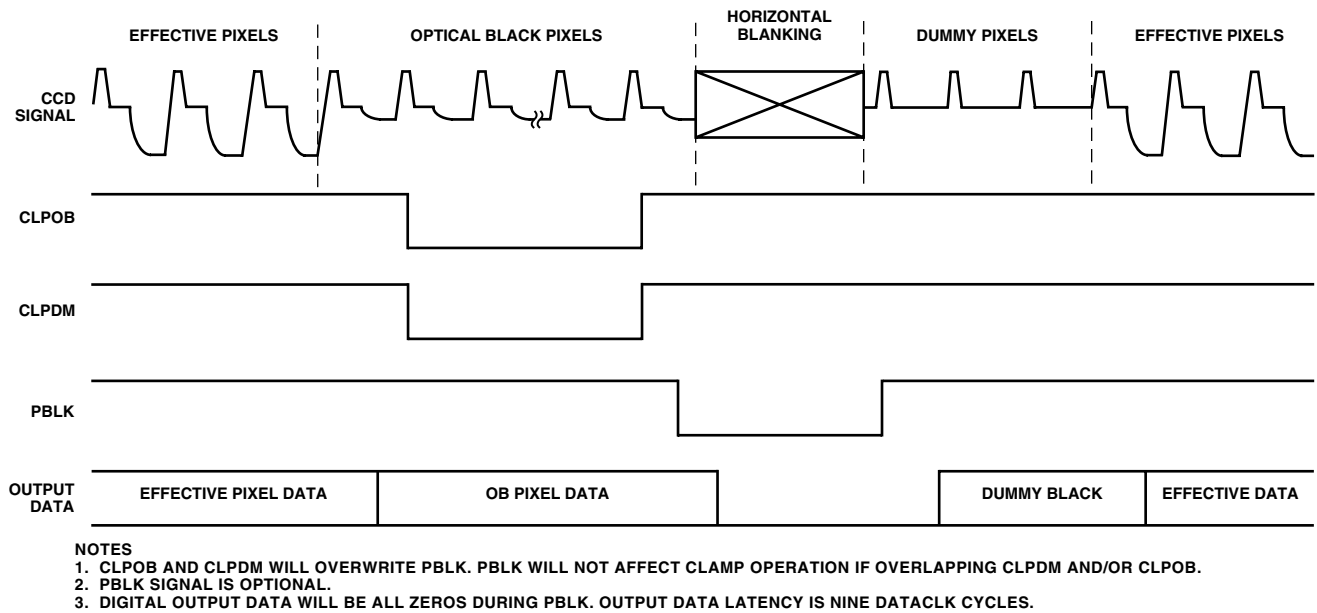 EFFECTIVE PIXELS
OPTICAL BLACK PIXELS
HORIZONTAL
BLANKING
DUMMY PIXELS
EFFECTIVE PIXELS
CCD
SIGNAL
CLPOB
CLPDM
PBLK
OUTPUT
DATA
EFFECTIVE PIXEL DATA
OB PIXEL DATA
DUMMY BLACK
EFFECTIVE DATA
NOTES
1. CLPOB AND CLPDM WILL OVERWRITE PBLK. PBLK WILL NOT AFFECT CLAMP OPERATION IF OVERLAPPING CLPDM AND/OR CLPOB.
2. PBLK SIGNAL IS OPTIONAL.
3. DIGITAL OUTPUT DATA WILL BE ALL ZEROS DURING PBLK. OUTPUT DATA LATENCY IS NINE DATACLK CYCLES.